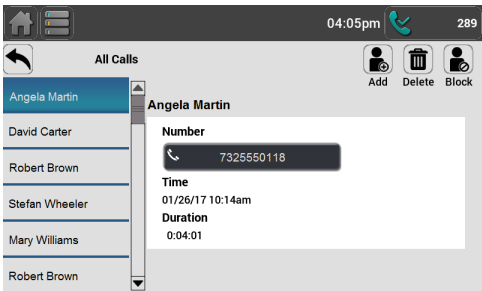 04:05pm 289
All Calls
Add Delete Block
Angela Martin
David Carter
Robert Brown
Stefan Wheeler
Mary Williams
Robert Brown
Angela Martin
Number
7325550118
Time
01/26/17 10:14am
Duration
0:04:01